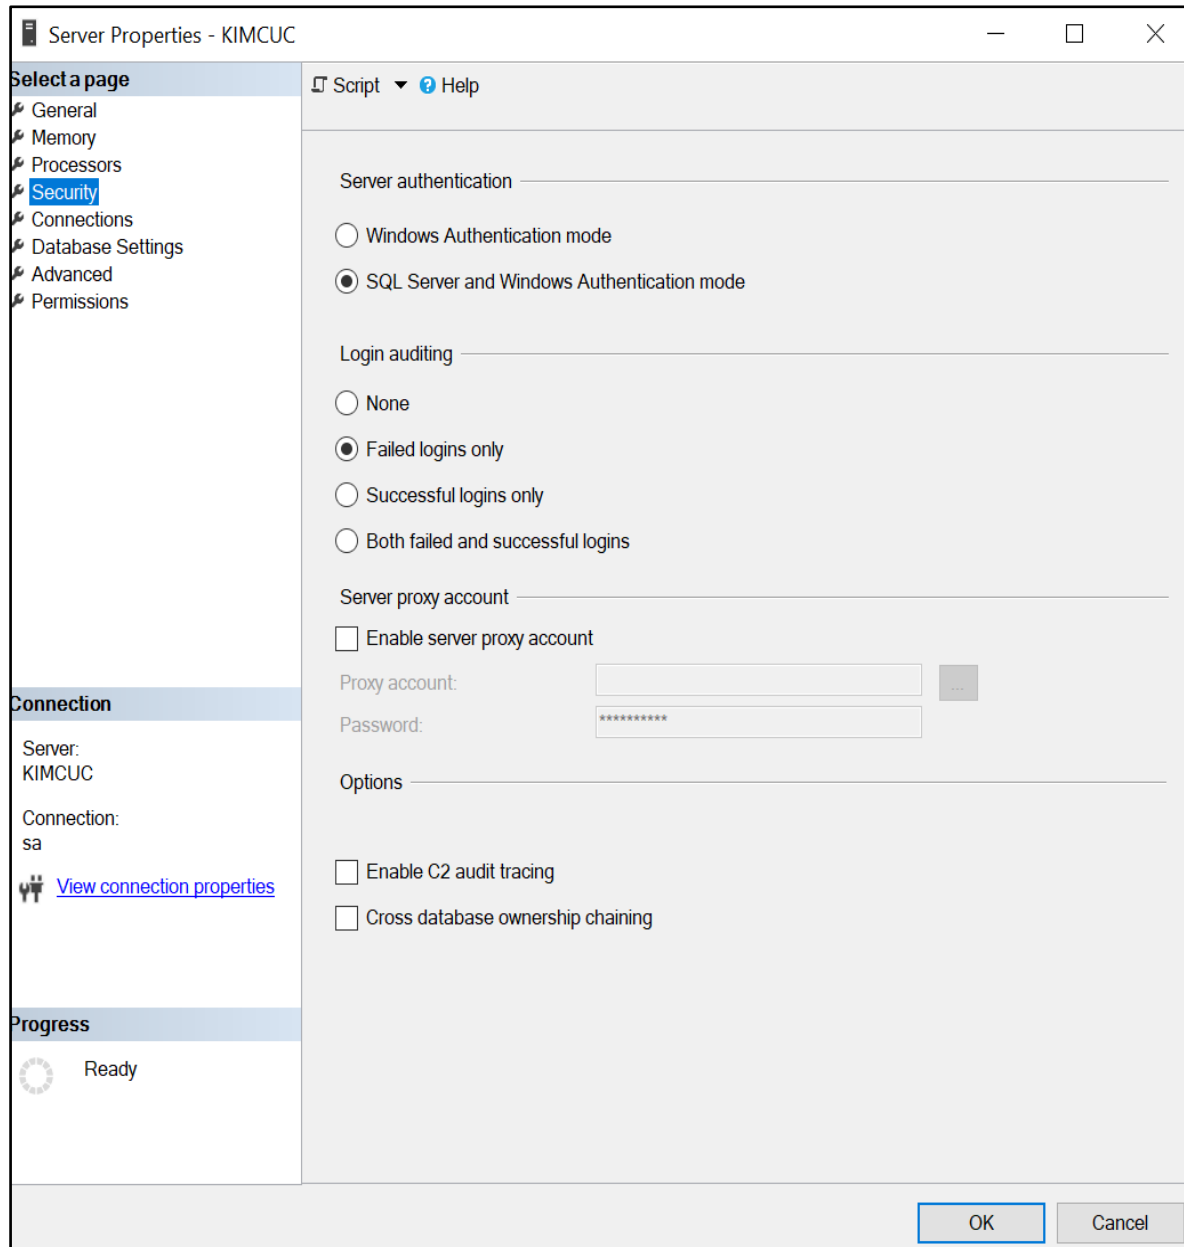 Server Properties - KIMCUC
Select a page
General
Memory
Processors
Security
Connections
Database Settings
Advanced
Permissions
Script
Help
Server authentication
Windows Authentication mode
SQL Server and Windows Authentication mode
Login auditing
None
Failed logins only
Successful logins only
Both failed and successful logins
Server proxy account
Enable server proxy account
Proxy account:
...
Password:
**********
Options
Enable C2 audit tracing
Cross database ownership chaining
Connection
Server:
KIMCUC
Connection:
sa
View connection properties
Progress
Ready
OK
Cancel